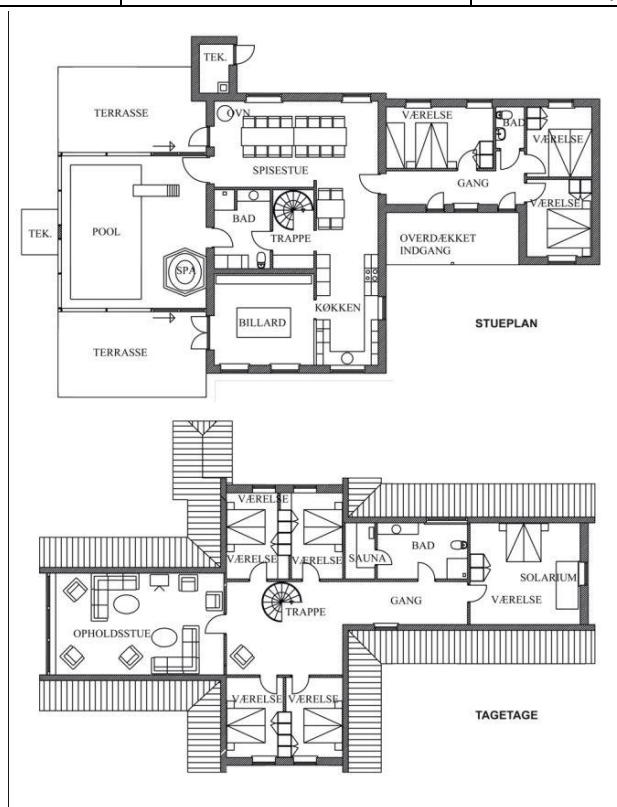 TEK.
TERRASSE
OVN
VÆRELSE
BAD
VÆRELSE
SPISESTUE
GANG
VÆRELSE
TEK.
POOL
BAD
TRAPPE
OVERDÆKKET
INDGANG
SPA
KØKKEN
BILLARD
STUEPLAN
TERRASSE
VÆRELSE
VÆRELSE
VÆRELSE
SAUNA
BAD
SOLARIUM
VÆRELSE
GANG
TRAPPE
OPHOLDSSTUE
VÆRELSE
VÆRELSE
TAGETAGE